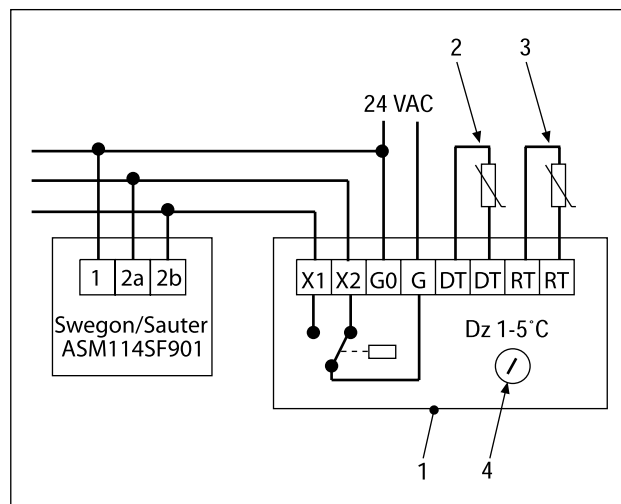 2 3
24 VAC
1 2a 2b
X1 X2 G0 G DT DT RT RT
Swegon/Sauter
ASM114SF901
Dz 1-5°C
1 4